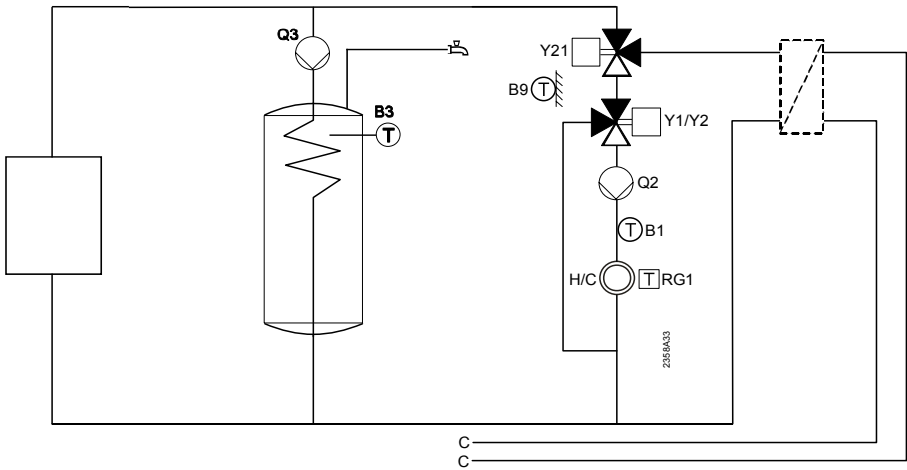 Q3
Y21
B9 T
B3
T
Y1/Y2
Q2
T B1
H/C T RG1
2358A33
C
C